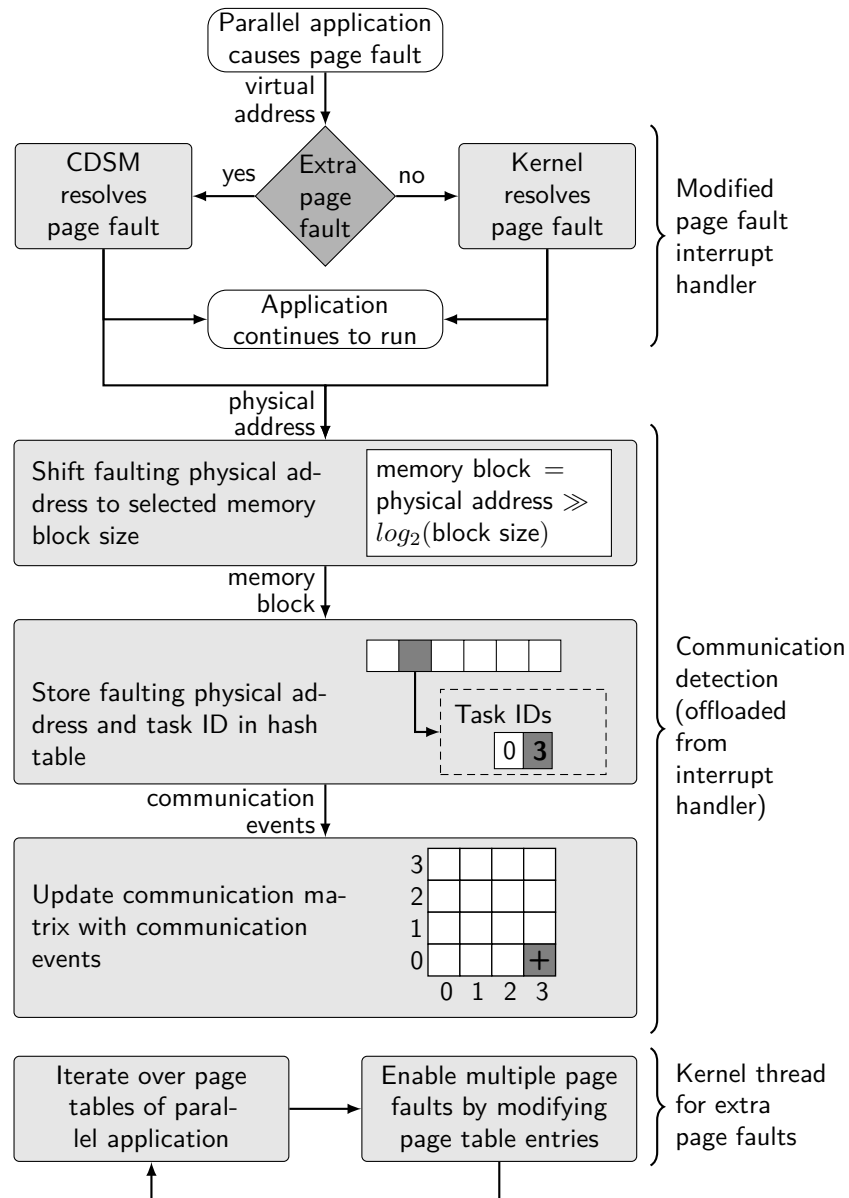 Parallel application
causes page fault
virtual
address
CDSM
resolves
page fault
yes
Extra
page
fault
no
Kernel
resolves
page fault
Modified
page fault
interrupt
handler
Application
continues to run
physical
address
Shift faulting physical ad-
dress to selected memory
block size
memory block =
physical address ≫
log₂(block size)
memory
block
Store faulting physical ad-
dress and task ID in hash
table
Task IDs
0 3
Communication
detection
(offloaded
from
interrupt
handler)
communication
events
Update communication ma-
trix with communication
events
3
2
1
0 +
0 1 2 3
Iterate over page
tables of paral-
lel application
Enable multiple page
faults by modifying
page table entries
Kernel thread
for extra
page faults